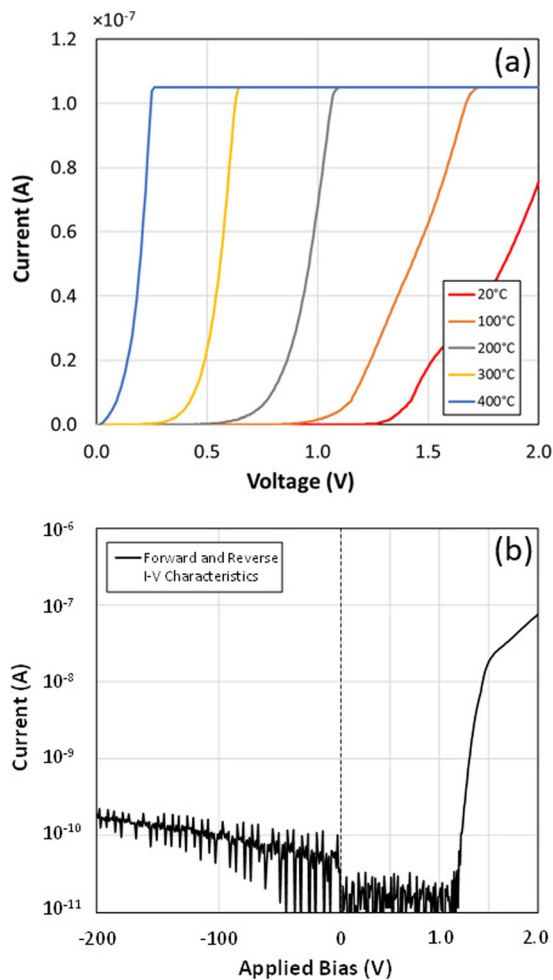 ×10⁻⁷
(a)
1.2
1.0
0.8
0.6
0.4
0.2
0.0
Current (A)
20°C
100°C
200°C
300°C
400°C
0.0 0.5 1.0 1.5 2.0
Voltage (V)
(b)
Forward and Reverse
I-V Characteristics
10⁻⁶
10⁻⁷
10⁻⁸
10⁻⁹
10⁻¹⁰
10⁻¹¹
Current (A)
-200 -100 0 1.0 2.0
Applied Bias (V)